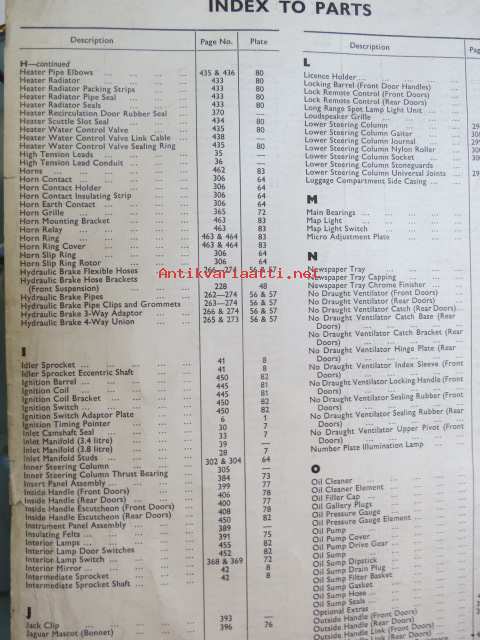 INDEX TO PARTS
Description Page No. Plate
H—continued
Heater Pipe Elbows ... 435 & 436 80
Heater Radiator ... 433 80
Heater Radiator Packing Strips ... 433 80
Heater Radiator Pipe Seal ... 433 80
Heater Radiator Seals ... 433 80
Heater Recirculation Door Rubber Seal 370
Heater Scuttle Slot Seal ... 434 80
Heater Water Control Valve ... 435 80
Heater Water Control Valve Link Cable ... 438 —
Heater Water Control Valve Sealing Ring ... 435 80
High Tension Leads ... 35 —
High Tension Lead Conduit ... 36 —
Horns ... 462 83
Horn Contact ... 306 64
Horn Contact Holder ... 306 64
Horn Contact Insulating Strip ... 306 64
Horn Earth Contact ... 306 64
Horn Grille ... 365 72
Horn Mounting Bracket ... 463 83
Horn Relay ... 463 83
Horn Ring ... 463 & 464 83
Horn Ring Cover ... 463 & 464 83
Horn Slip Ring ... 306 64
Horn Slip Ring Rotor ... 306 64
Hydraulic Brake Flexible Hoses
Hydraulic Brake Hose Brackets
(Front Suspension) ... 228 48
Hydraulic Brake Pipes ... 262—274 56 & 57
Hydraulic Brake Pipe Clips and Grommets 263—274 56 & 57
Hydraulic Brake 3-Way Adaptor ... 266 & 274 56 & 57
Hydraulic Brake 4-Way Union ... 265 & 273 56 & 57
I
Idler Sprocket ... 41 8
Idler Sprocket Eccentric Shaft ... 41 8
Ignition Barrel ... 450 82
Ignition Coil ... 445 81
Ignition Coil Bracket ... 445 81
Ignition Switch ... 450 82
Ignition Switch Adaptor Plate ... 450 82
Ignition Timing Pointer ... 6 1
Inlet Camshaft Seal ... 30 7
Inlet Manifold (3.4 litre) ... 33 7
Inlet Manifold (3.8 litre) ... 39 —
Inlet Manifold Studs ... 28 7
Inner Steering Column ... 302 & 304 64
Inner Steering Column Thrust Bearing ... 305 —
Insert Panel Assembly ... 384 73
Inside Handle (Front Doors) ... 399 77
Inside Handle (Rear Doors) ... 406 78
Inside Handle Escutcheon (Front Doors) ... 400 77
Inside Handle Escutcheon (Rear Doors) ... 408 78
Instrument Panel Assembly ... 450 82
Insulating Felts ... 389 —
Interior Lamps ... 391 75
Interior Lamp Door Switches ... 455 82
Interior Lamp Switch ... 452 82
Interior Mirror ... 368 & 369 72
Intermediate Sprocket ... 42 8
Intermediate Sprocket Shaft ... 42 8
J
Jack Clip ... 393 —
Jaguar Mascot (Bonnet) ... 396 76
Description
L
Licence Holder ...
Locking Barrel (Front Door Handles) ...
Lock Remote Control (Front Doors) ...
Lock Remote Control (Rear Doors) ...
Long Range Spot Lamp Light Unit ...
Loudspeaker Grille ...
Lower Steering Column ...
Lower Steering Column Gaiter ...
Lower Steering Column Journal ...
Lower Steering Column Nylon Roller ...
Lower Steering Column Socket ...
Lower Steering Column Stoneguards ...
Lower Steering Column Universal Joints ...
Luggage Compartment Side Casing ...
M
Main Bearings ...
Map Light ...
Map Light Switch ...
Micro Adjustment Plate ...
N
Newspaper Tray ...
Newspaper Tray Capping ...
Newspaper Tray Chrome Finisher ...
No Draught Ventilator (Front Doors) ...
No Draught Ventilator (Rear Doors) ...
No Draught Ventilator Catch (Rear Doors) ...
No Draught Ventilator Catch Baze (Rear
Doors) ...
No Draught Ventilator Catch Bracket (Rear
Doors) ...
No Draught Ventilator Hinge Plate (Rear
Doors) ...
No Draught Ventilator Index Sleeve (Front
Doors) ...
No Draught Ventilator Locking Handle (Front
Doors)
No Draught Ventilator Sealing Rubber (Front
Doors) ...
No Draught Ventilator Sealing Rubber (Rear
Doors) ...
No Draught Ventilator Upper Pivot (Front
Doors) ...
Number Plate Illumination Lamp ...
O
Oil Cleaner ...
Oil Cleaner Element ...
Oil Filler Cap ...
Oil Gallery Plugs ...
Oil Pressure Gauge ...
Oil Pressure Gauge Element ...
Oil Pump ...
Oil Pump Cover ...
Oil Pump Drive Gear ...
Oil Sump ...
Oil Sump Dipstick ...
Oil Sump Drain Plug ...
Oil Sump Filter Basket ...
Oil Sump Gasket ...
Oil Sump Hose ...
Oil Sump Seals ...
Optional Extras ...
Outside Handle (Front Doors) ...
Outside Handle (Rear Doors) ...
Antikvariaatti.net